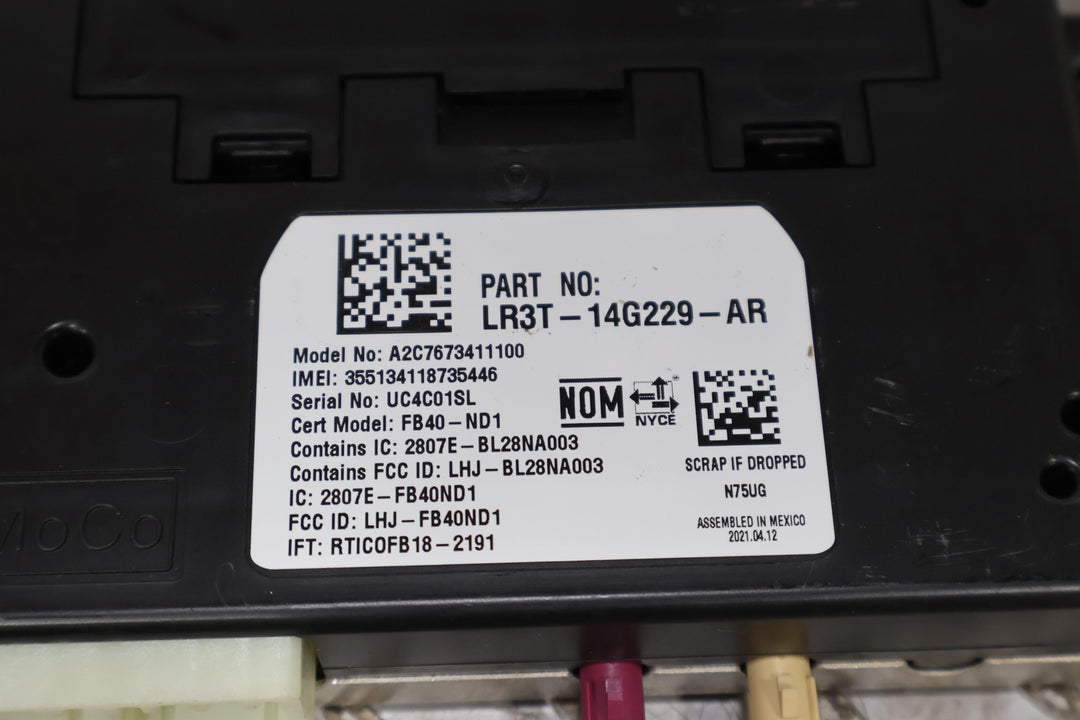 PART NO:
LR3T-14G229-AR
Model No: A2C7673411100
IMEI: 355134118735446
Serial No: UC4C01SL
Cert Model: FB40-ND1
Contains IC: 2807E-BL28NA003
Contains FCC ID: LHJ-BL28NA003
IC: 2807E-FB40ND1
FCC ID: LHJ-FB40ND1
IFT: RTICOFB18-2191
NOM
NYCE
SCRAP IF DROPPED
N75UG
ASSEMBLED IN MEXICO
2021.04.12
MoCo